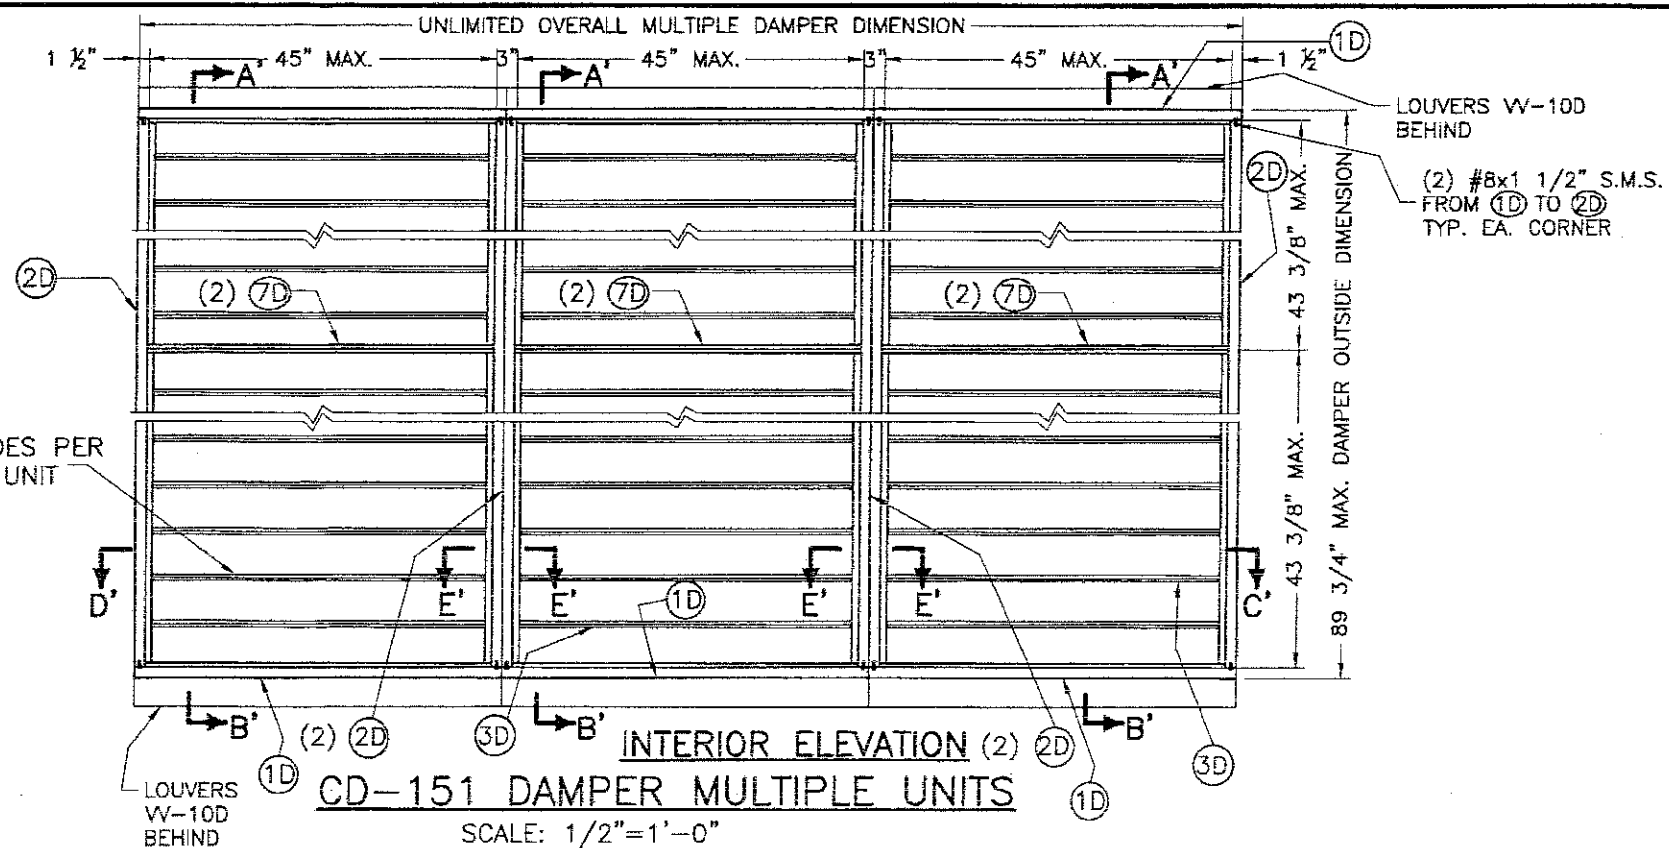 UNLIMITED OVERALL MULTIPLE DAMPER DIMENSION
1 ½" 45" MAX. 3" 45" MAX. 3" 45" MAX. 1 ½"
1D
A' A' A'
LOUVERS VV-10D
BEHIND
2D
(2) #8x1 1/2" S.M.S.
FROM 1D TO 2D
TYP. EA. CORNER
43 3/8" MAX.
43 3/8" MAX.
89 3/4" MAX. DAMPER OUTSIDE DIMENSION
2D
(2) 7D (2) 7D (2) 7D
DES PER
UNIT
D' E' E' E' E' C'
1D
B' B' B'
(2) 2D
3D
(2) 2D
3D
1D
1D
INTERIOR ELEVATION
CD-151 DAMPER MULTIPLE UNITS
SCALE: 1/2"=1'-0"
LOUVERS
VV-10D
BEHIND